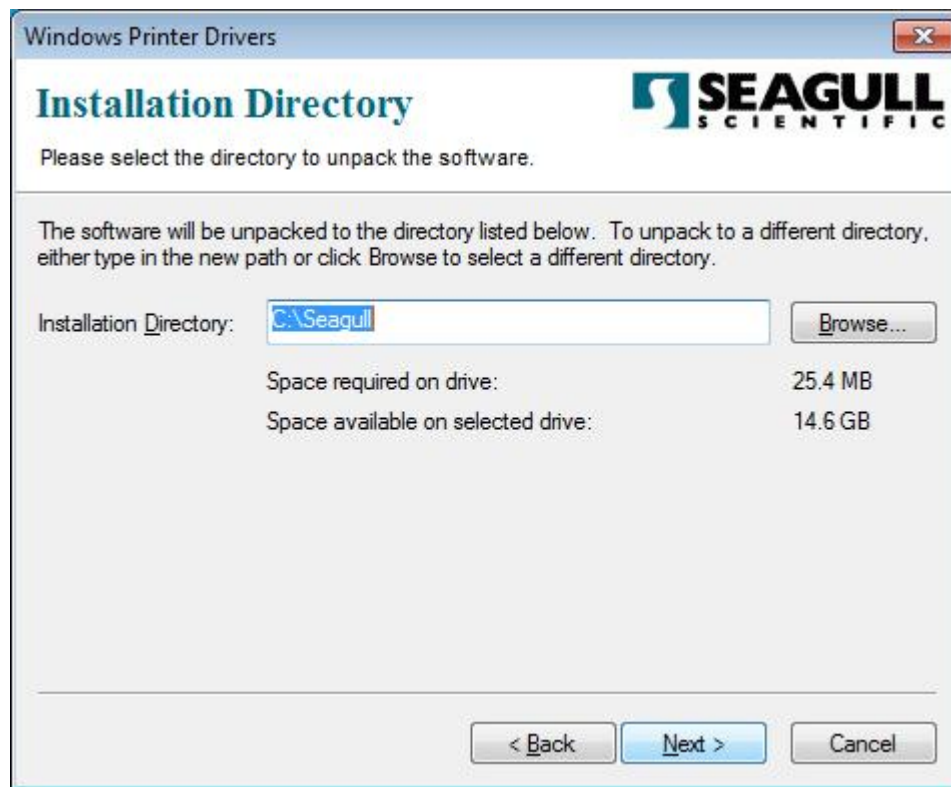 Windows Printer Drivers
Installation Directory
SEAGULL
SCIENTIFIC
Please select the directory to unpack the software.
The software will be unpacked to the directory listed below.  To unpack to a different directory,
either type in the new path or click Browse to select a different directory.
Installation Directory: C:\Seagull Browse...
Space required on drive: 25.4 MB
Space available on selected drive: 14.6 GB
< Back Next > Cancel